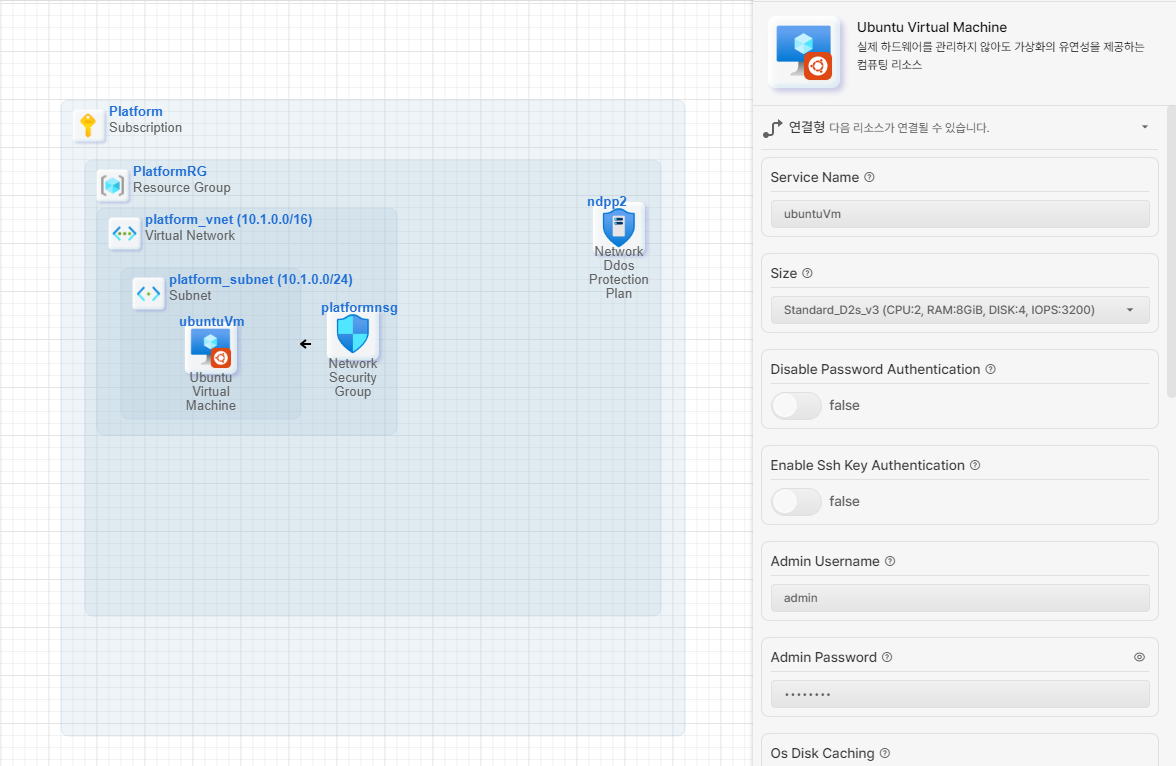 Platform
Subscription
PlatformRG
Resource Group
platform_vnet (10.1.0.0/16)
Virtual Network
platform_subnet (10.1.0.0/24)
Subnet
ubuntuVm
Ubuntu
Virtual
Machine
platformnsg
Network
Security
Group
ndpp2
Network
Ddos
Protection
Plan
Ubuntu Virtual Machine
실제 하드웨어를 관리하지 않아도 가상화의 유연성을 제공하는
컴퓨팅 리소스
연결형 다음 리소스가 연결될 수 있습니다.
Service Name
ubuntuVm
Size
Standard_D2s_v3 (CPU:2, RAM:8GiB, DISK:4, IOPS:3200)
Disable Password Authentication
false
Enable Ssh Key Authentication
false
Admin Username
admin
Admin Password
••••••••
Os Disk Caching